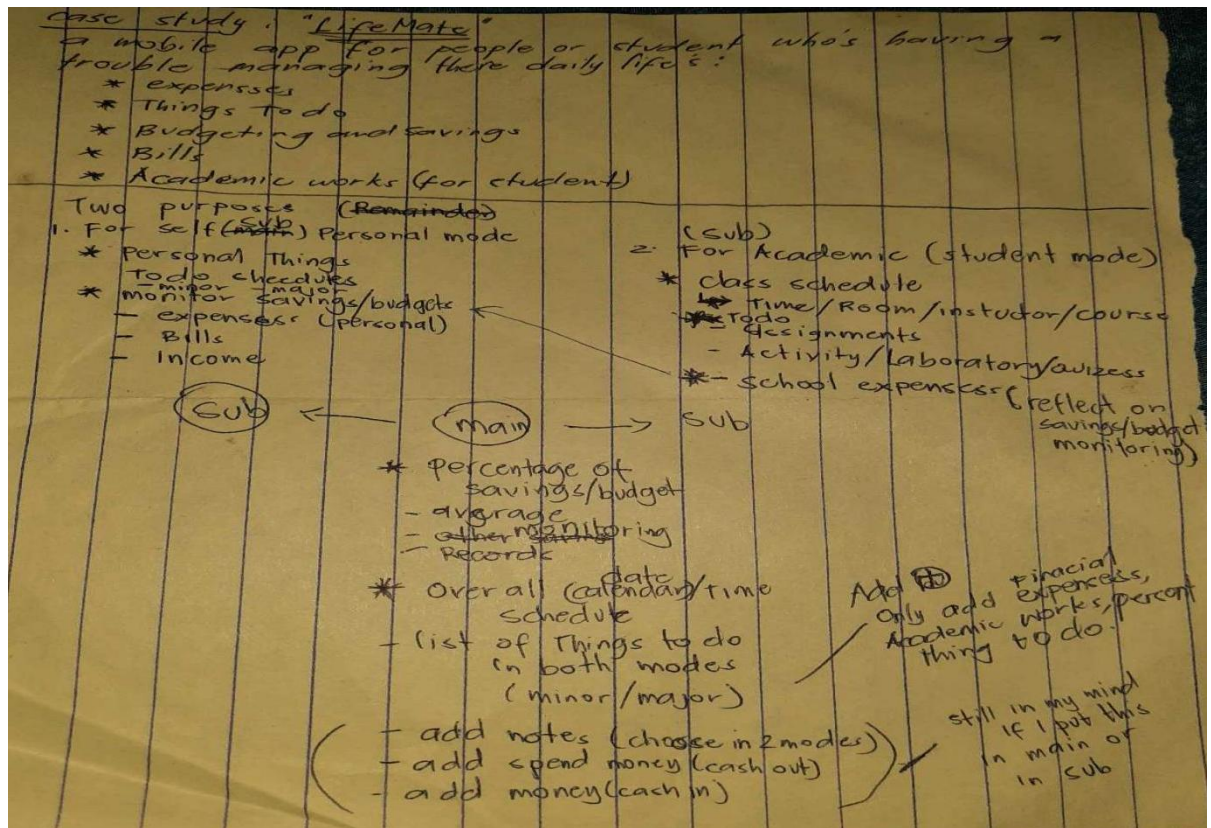 case study : "LifeMate"
a mobile app for people or student who's having a
trouble managing there daily life's :
* expensses
* Things To do
* Budgeting and savings
* Bills
* Academic works (for student)
Two purposes (Remainder)
1. For self (main) sub Personal mode
* Personal Things
Todo checdules
- minor - major
* monitor savings/budgets
- expensess (personal)
- Bills
- Income
(sub)
2. For Academic (student mode)
* class schedule
↳ Time/Room/instuctor/course
* Todo
- assignments
- Activity/Laboratory/quizess
* - school expensess (reflect on
savings/budget
monitoring)
sub ← main → sub
* percentage of
savings/budget
- avgrage
- other monitoring
- Records
* Over all (calendar) date/time
schedule
- list of Things to do
in both modes
(minor/major)
Add +
Only add finacial expencess,
Academic works, percent
thing to do.
- add notes (choose in 2 modes)
- add spend money (cash out)
- add money (cash in)
still in my mind
if I put this
in main or
in sub